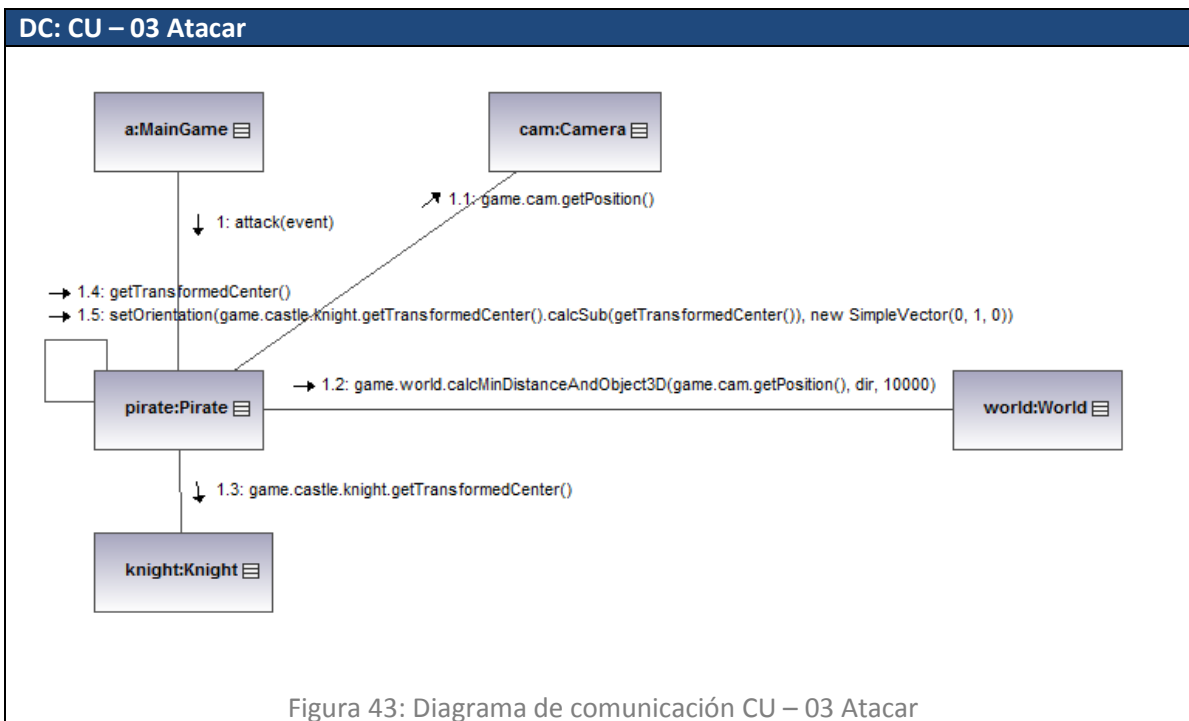 DC: CU – 03 Atacar
a:MainGame
cam:Camera
1.1: game.cam.getPosition()
1: attack(event)
1.4: getTransformedCenter()
1.5: setOrientation(game.castle.knight.getTransformedCenter().calcSub(getTransformedCenter()), new SimpleVector(0, 1, 0))
1.2: game.world.calcMinDistanceAndObject3D(game.cam.getPosition(), dir, 10000)
pirate:Pirate
world:World
1.3: game.castle.knight.getTransformedCenter()
knight:Knight
Figura 43: Diagrama de comunicación CU – 03 Atacar